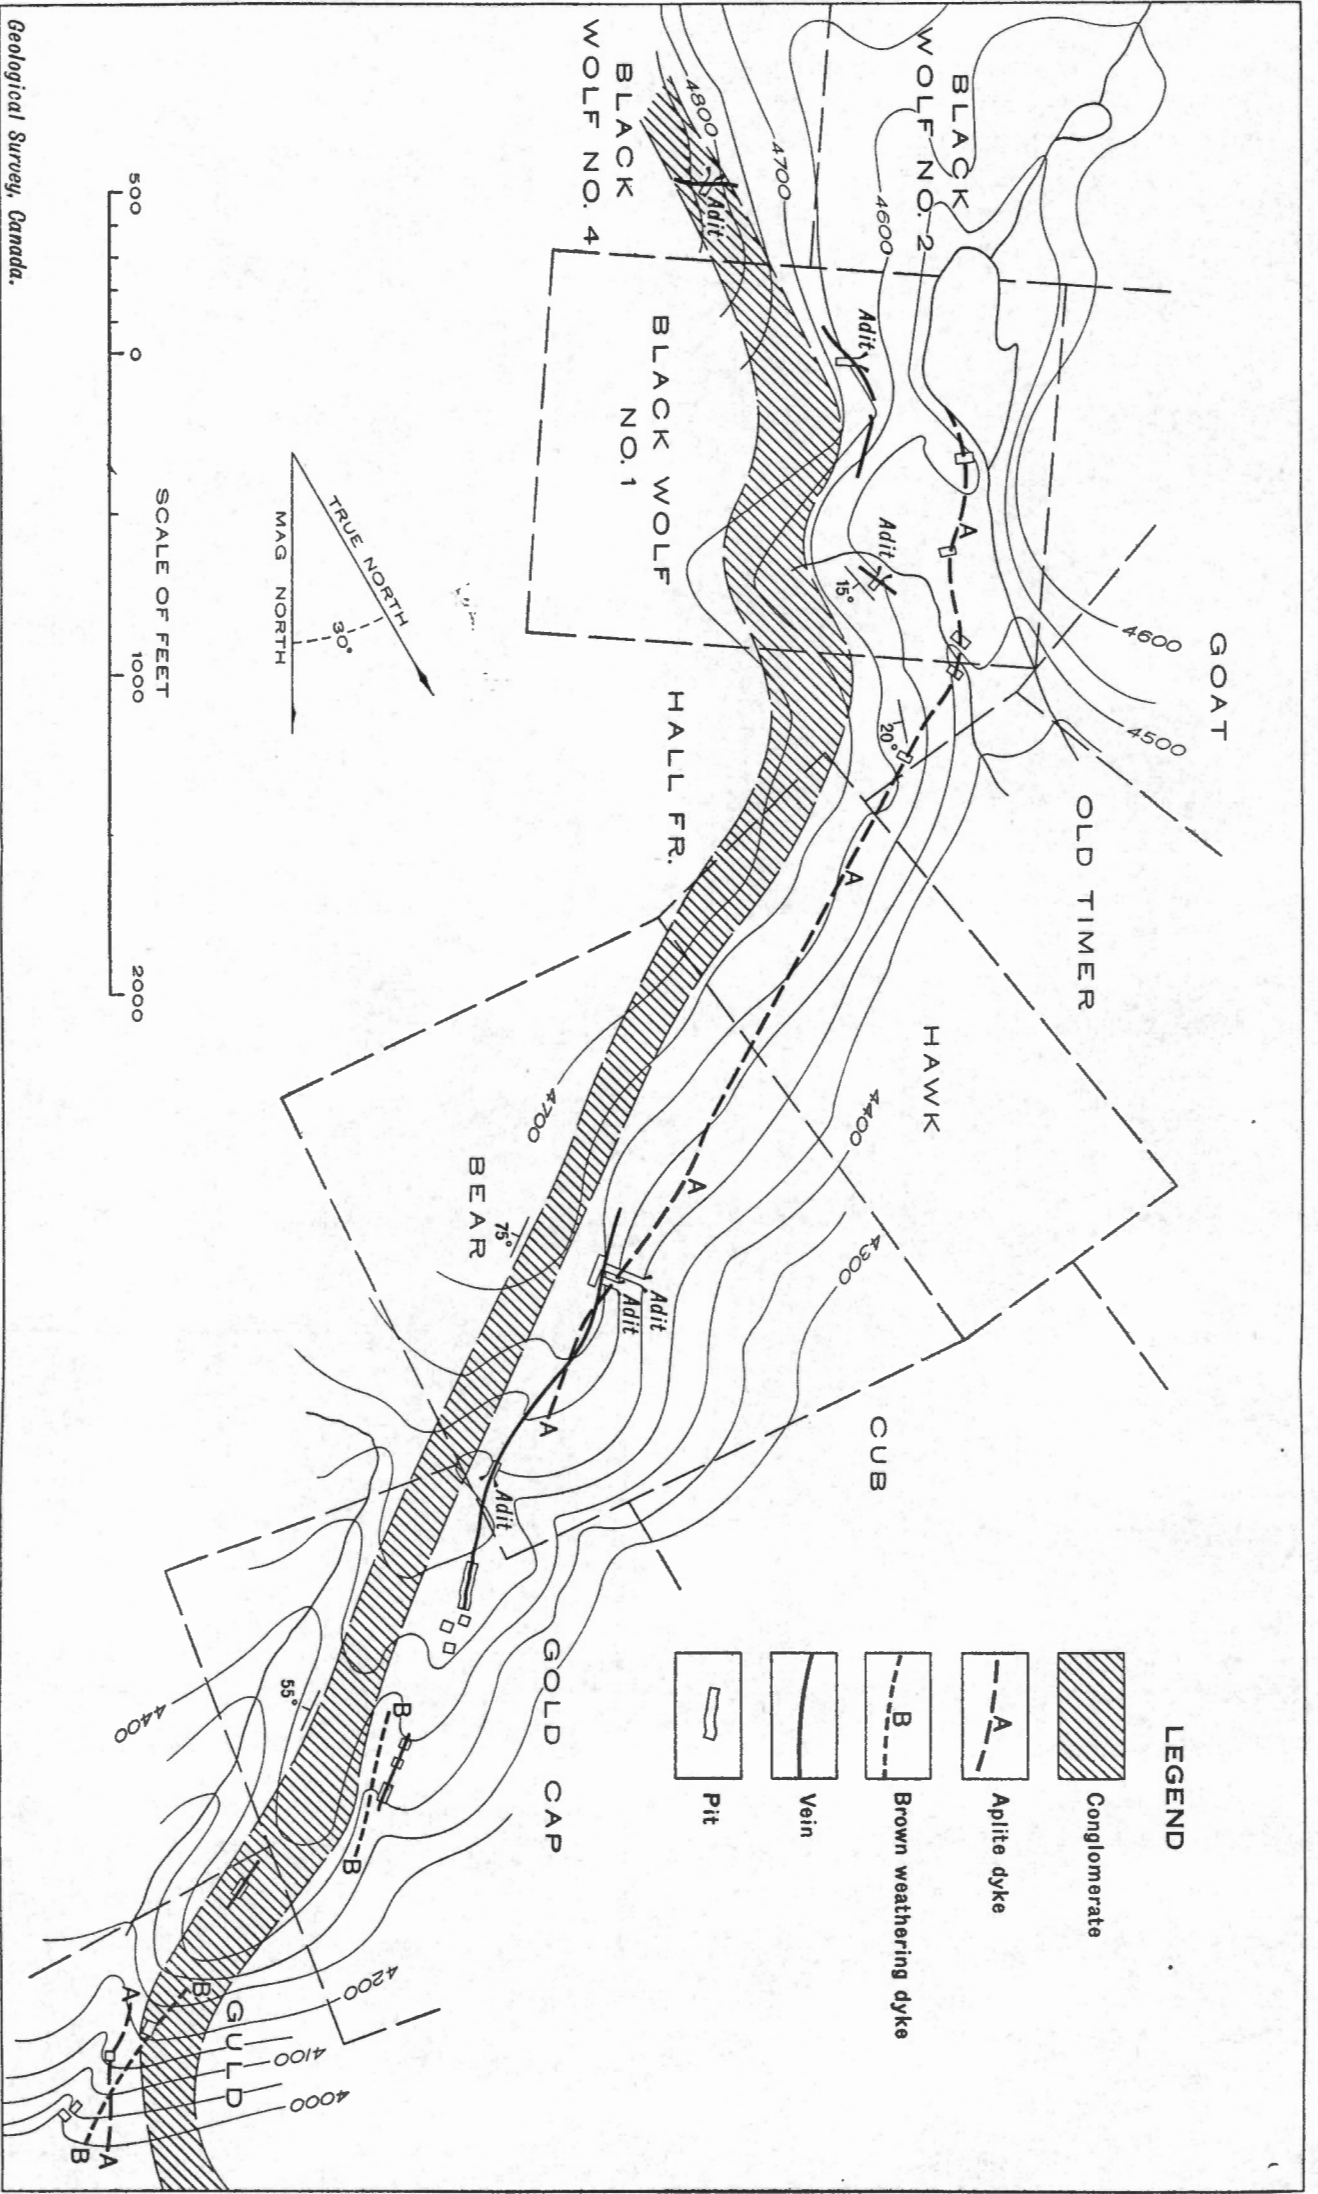 BLACK
WOLF NO. 4
BLACK
WOLF NO. 2
4800
4700
4600
Adit
BLACK WOLF
NO. 1
Adit
Adit
15°
A
4600
4500
GOAT
20°
OLD TIMER
HALL FR.
A
HAWK
4400
4300
4700
BEAR
75°
A
Adit
Adit
A
Adit
CUB
GOLD CAP
55°
4400
B
B
GULD
4200
4100
4000
B
A
B
A
TRUE NORTH
MAG NORTH
30°
500
0
1000
2000
SCALE OF FEET
LEGEND
Conglomerate
A
Aplite dyke
B
Brown weathering dyke
Vein
Pit
Geological Survey, Canada.